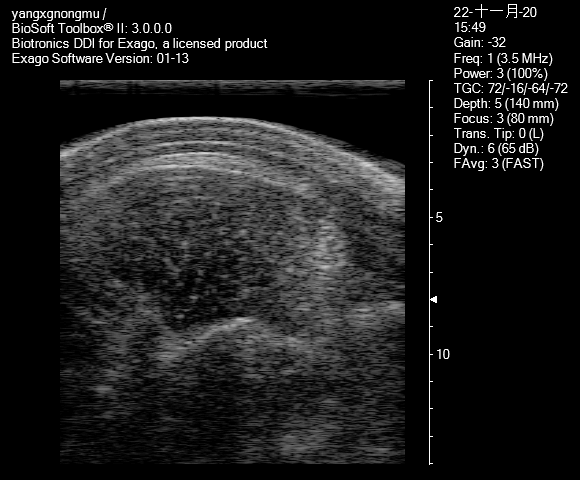 yangxgnongmu /
BioSoft Toolbox® II: 3.0.0.0
Biotronics DDI for Exago, a licensed product
Exago Software Version: 01-13
22-十一月-20
15:49
Gain: -32
Freq: 1 (3.5 MHz)
Power: 3 (100%)
TGC: 72/-16/-64/-72
Depth: 5 (140 mm)
Focus: 3 (80 mm)
Trans. Tip: 0 (L)
Dyn.: 6 (65 dB)
FAvg: 3 (FAST)
5
10